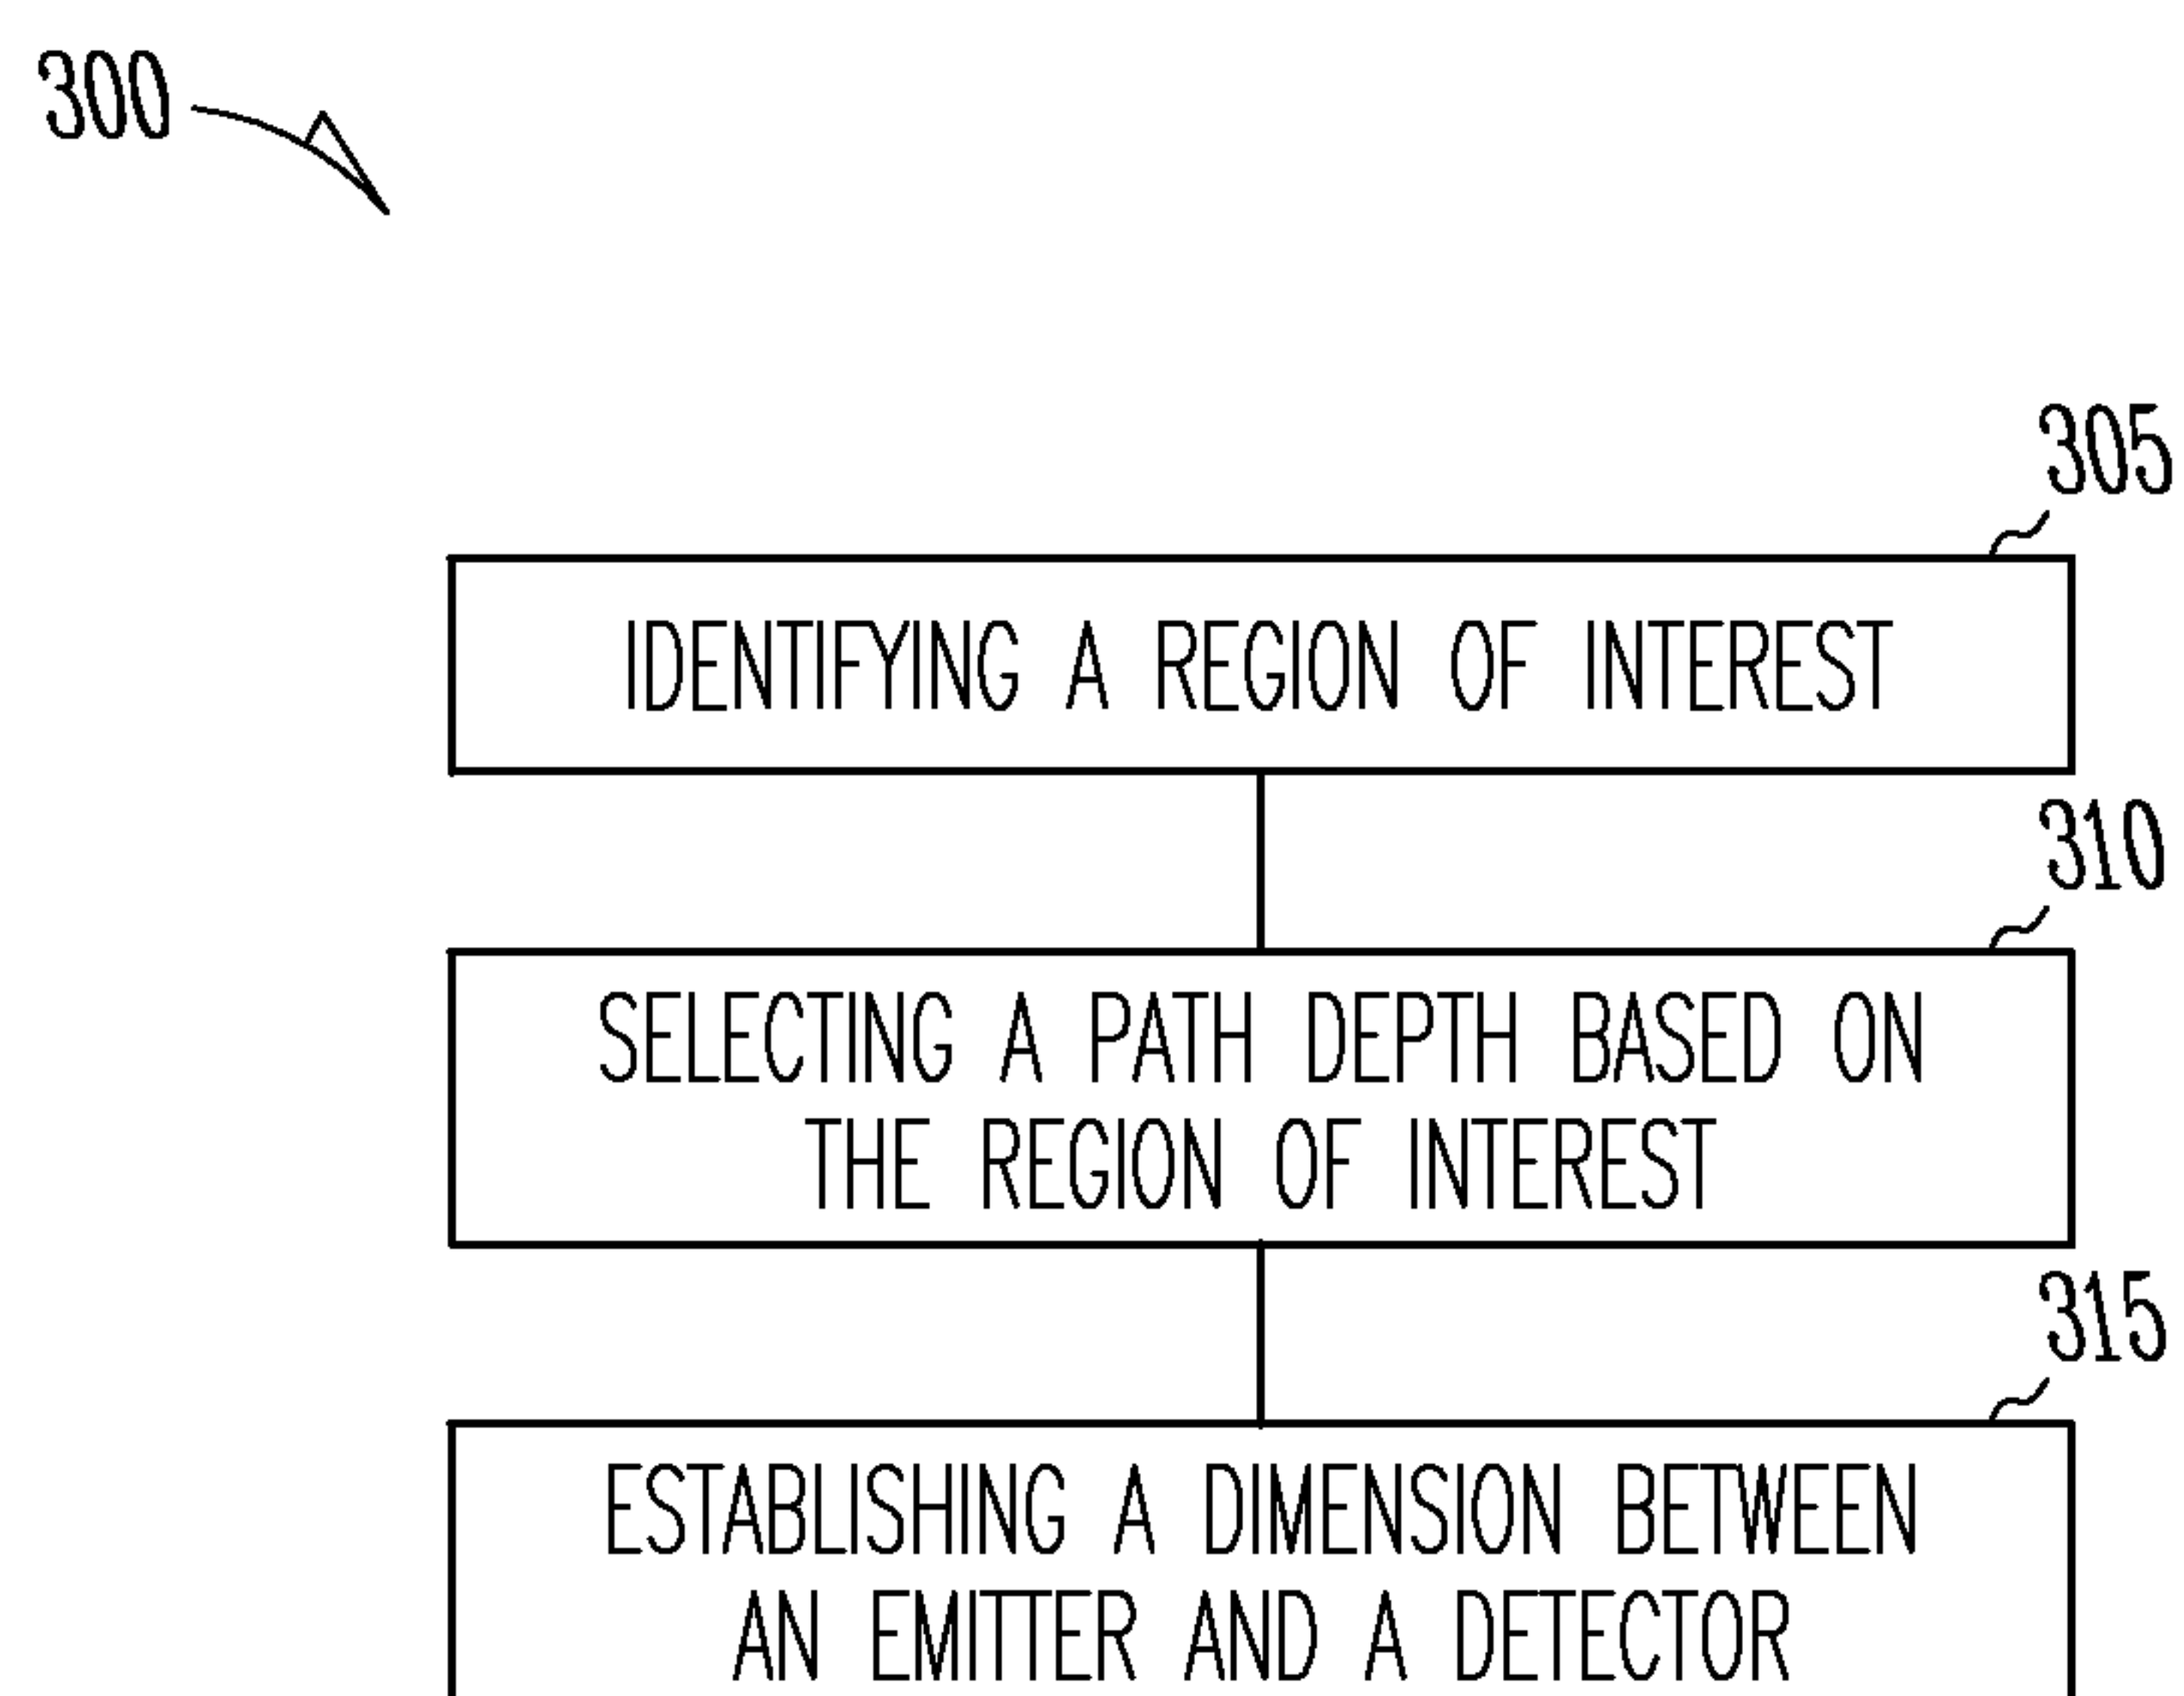 300
305
IDENTIFYING A REGION OF INTEREST
310
SELECTING A PATH DEPTH BASED ON
THE REGION OF INTEREST
315
ESTABLISHING A DIMENSION BETWEEN
AN EMITTER AND A DETECTOR